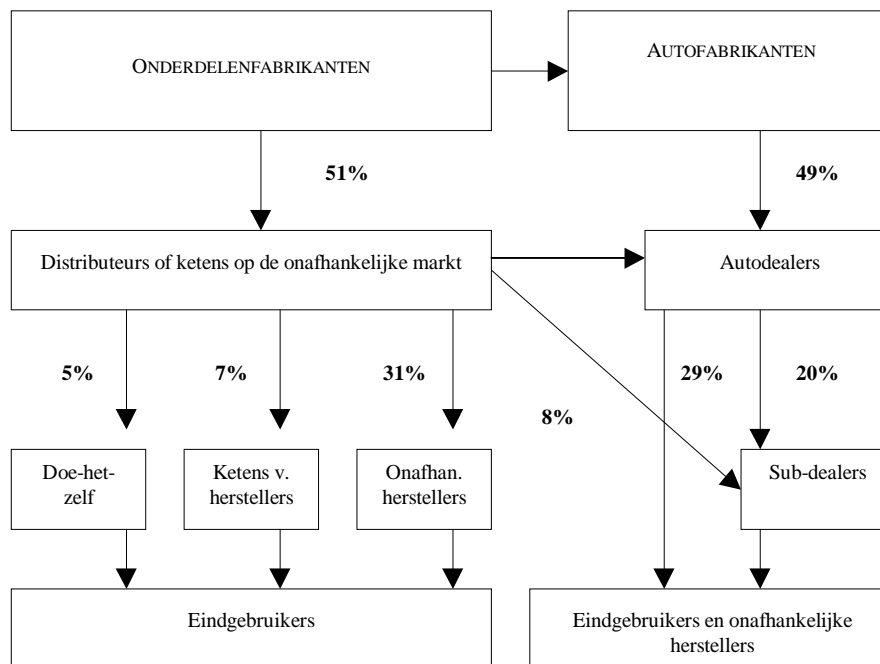 ONDERDELENFABRIKANTEN
AUTOFABRIKANTEN
51%
49%
Distributeurs of ketens op de onafhankelijke markt
Autodealers
5%
7%
31%
8%
29%
20%
Doe-het-
zelf
Ketens v.
herstellers
Onafhan.
herstellers
Sub-dealers
Eindgebruikers
Eindgebruikers en onafhankelijke
herstellers